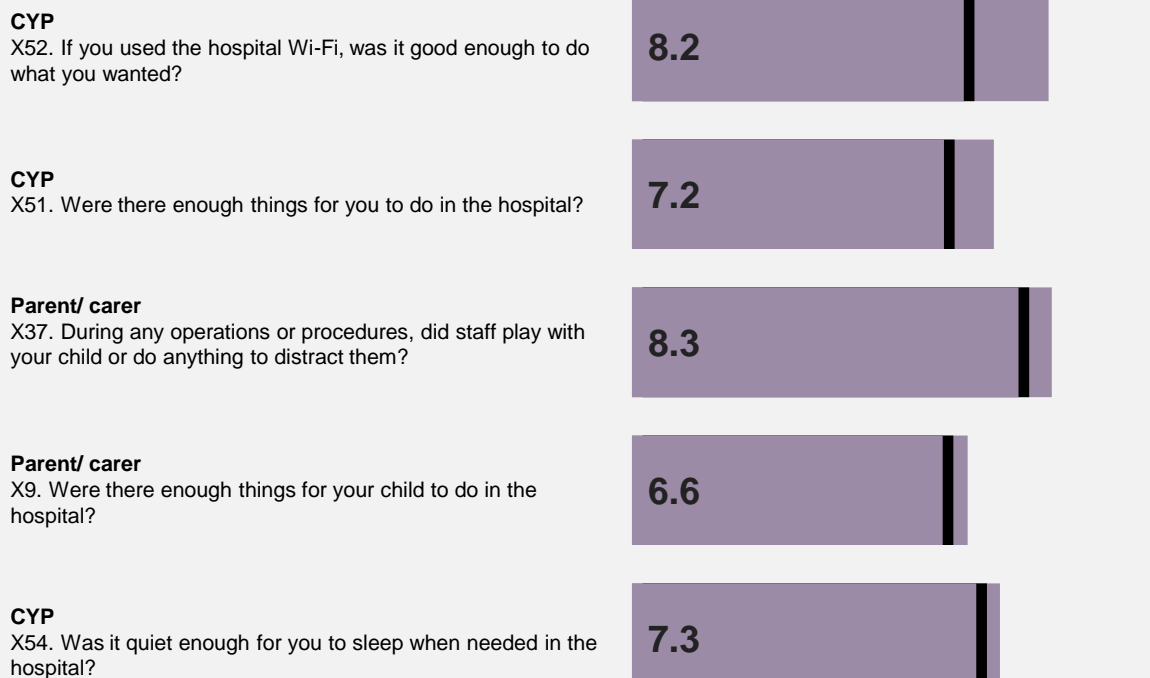 CYP
X52. If you used the hospital Wi-Fi, was it good enough to do
what you wanted?
8.2
CYP
X51. Were there enough things for you to do in the hospital?
7.2
Parent/ carer
X37. During any operations or procedures, did staff play with
your child or do anything to distract them?
8.3
Parent/ carer
X9. Were there enough things for your child to do in the
hospital?
6.6
CYP
X54. Was it quiet enough for you to sleep when needed in the
hospital?
7.3